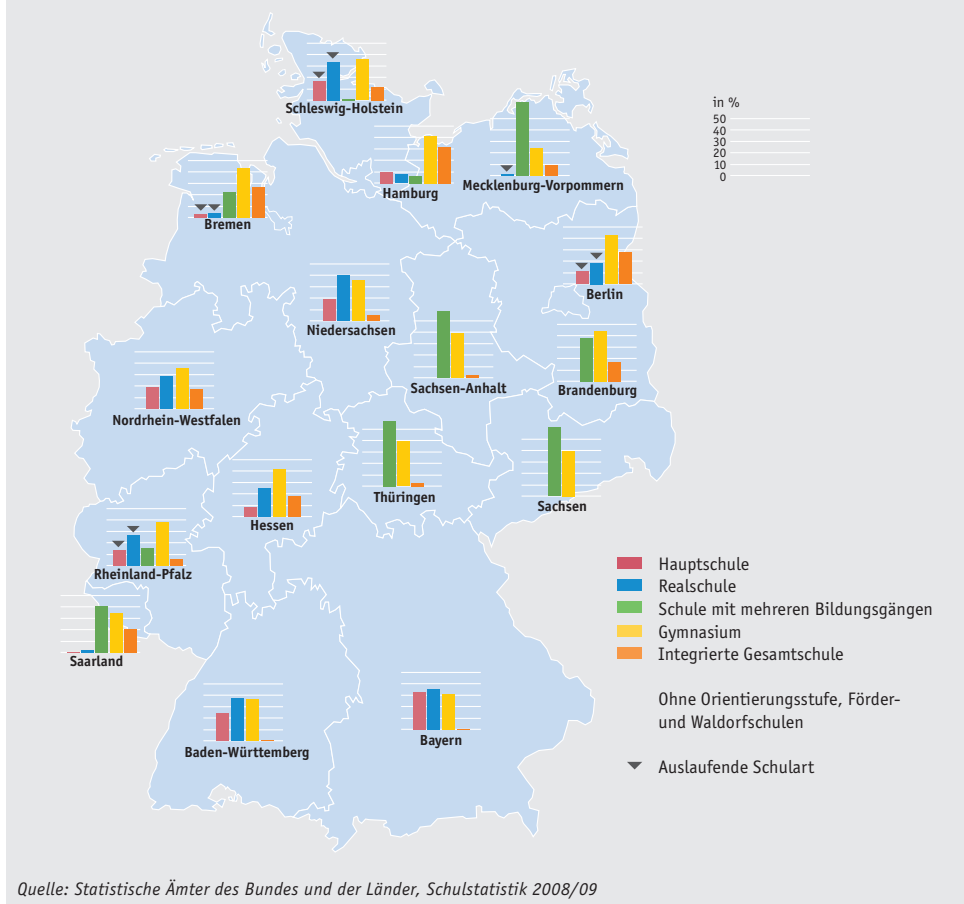 in %
50
40
30
20
10
0
Schleswig-Holstein
Hamburg
Mecklenburg-Vorpommern
Bremen
Berlin
Niedersachsen
Sachsen-Anhalt
Brandenburg
Nordrhein-Westfalen
Thüringen
Sachsen
Hessen
Rheinland-Pfalz
Saarland
Baden-Württemberg
Bayern
Hauptschule
Realschule
Schule mit mehreren Bildungsgängen
Gymnasium
Integrierte Gesamtschule
Ohne Orientierungsstufe, Förder-
und Waldorfschulen
Auslaufende Schulart
Quelle: Statistische Ämter des Bundes und der Länder, Schulstatistik 2008/09